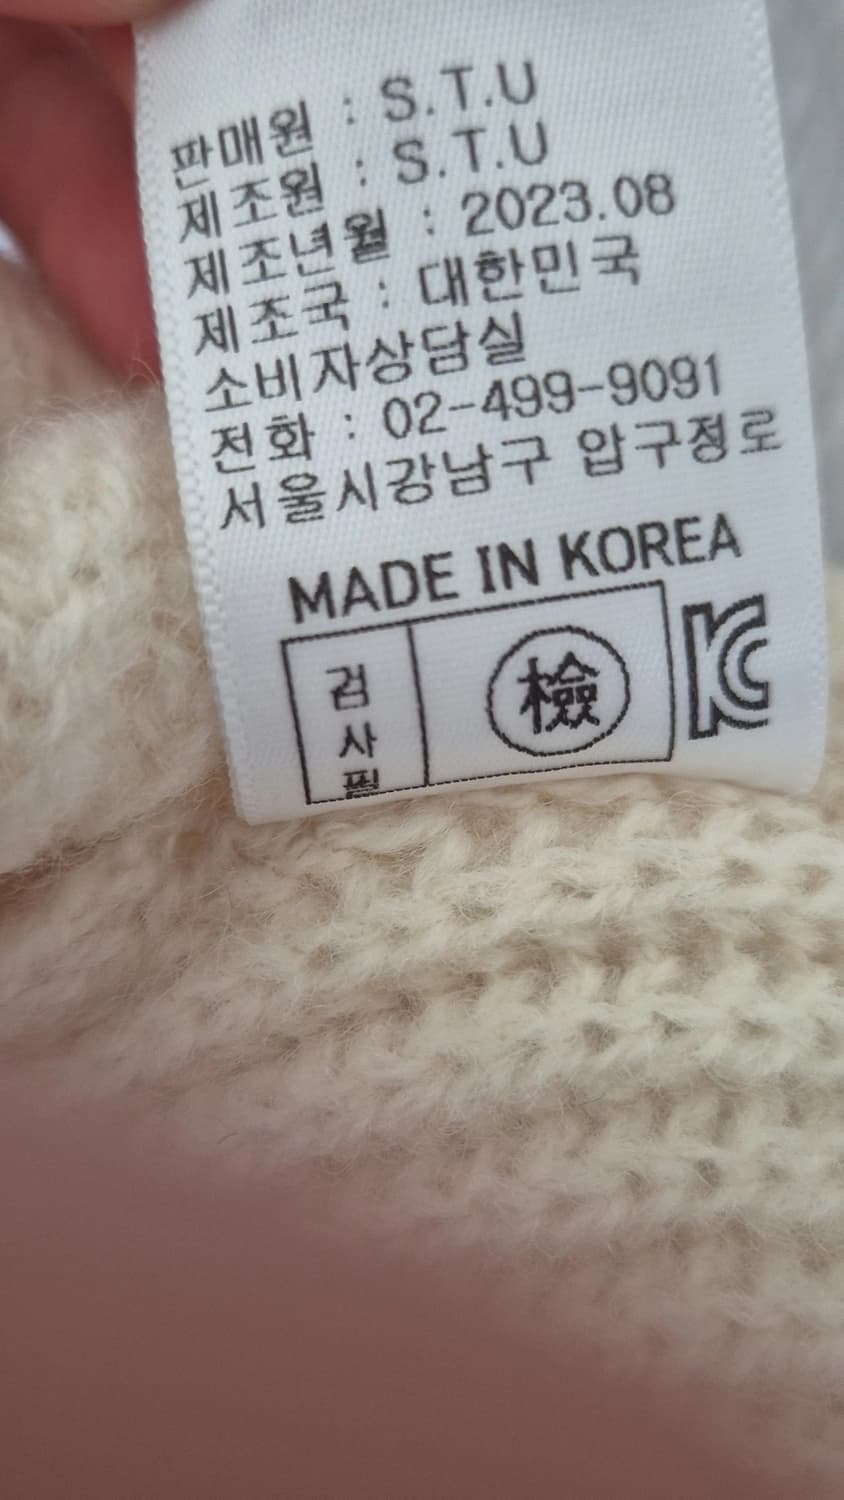 판매원 : S.T.U
제조원 : S.T.U
제조년월 : 2023.08
제조국 : 대한민국
소비자상담실
전화 : 02-499-9091
서울시강남구 압구정로
MADE IN KOREA
검사필
檢
KC